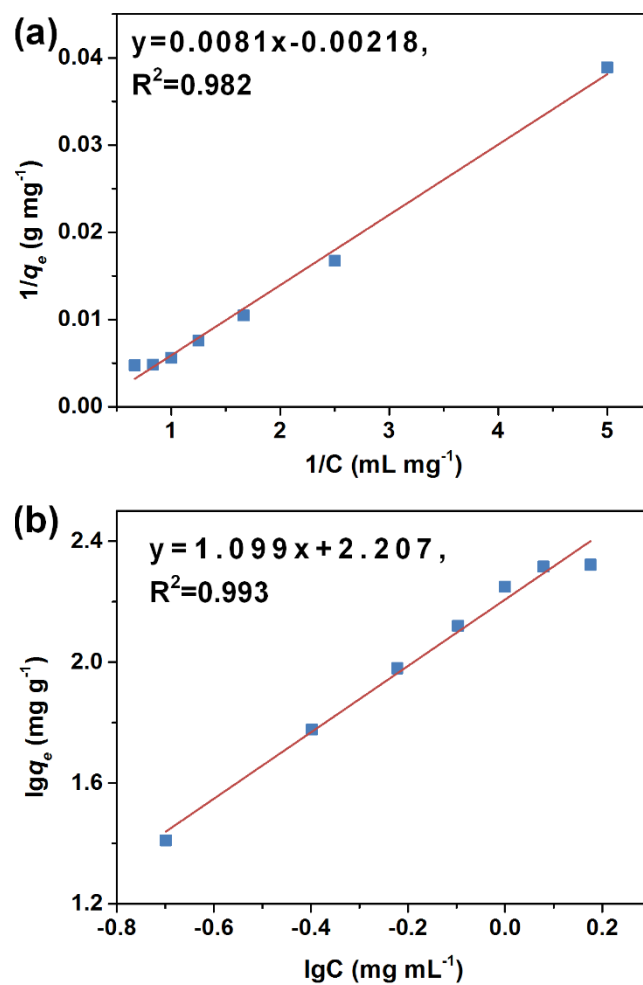 (a)
y=0.0081x-0.00218,
R²=0.982
0.04
0.03
0.02
0.01
0.00
1/qₑ (g mg⁻¹)
1 2 3 4 5
1/C (mL mg⁻¹)
(b)
y=1.099x+2.207,
R²=0.993
2.4
2.0
1.6
1.2
lgqₑ (mg g⁻¹)
-0.8 -0.6 -0.4 -0.2 0.0 0.2
lgC (mg mL⁻¹)